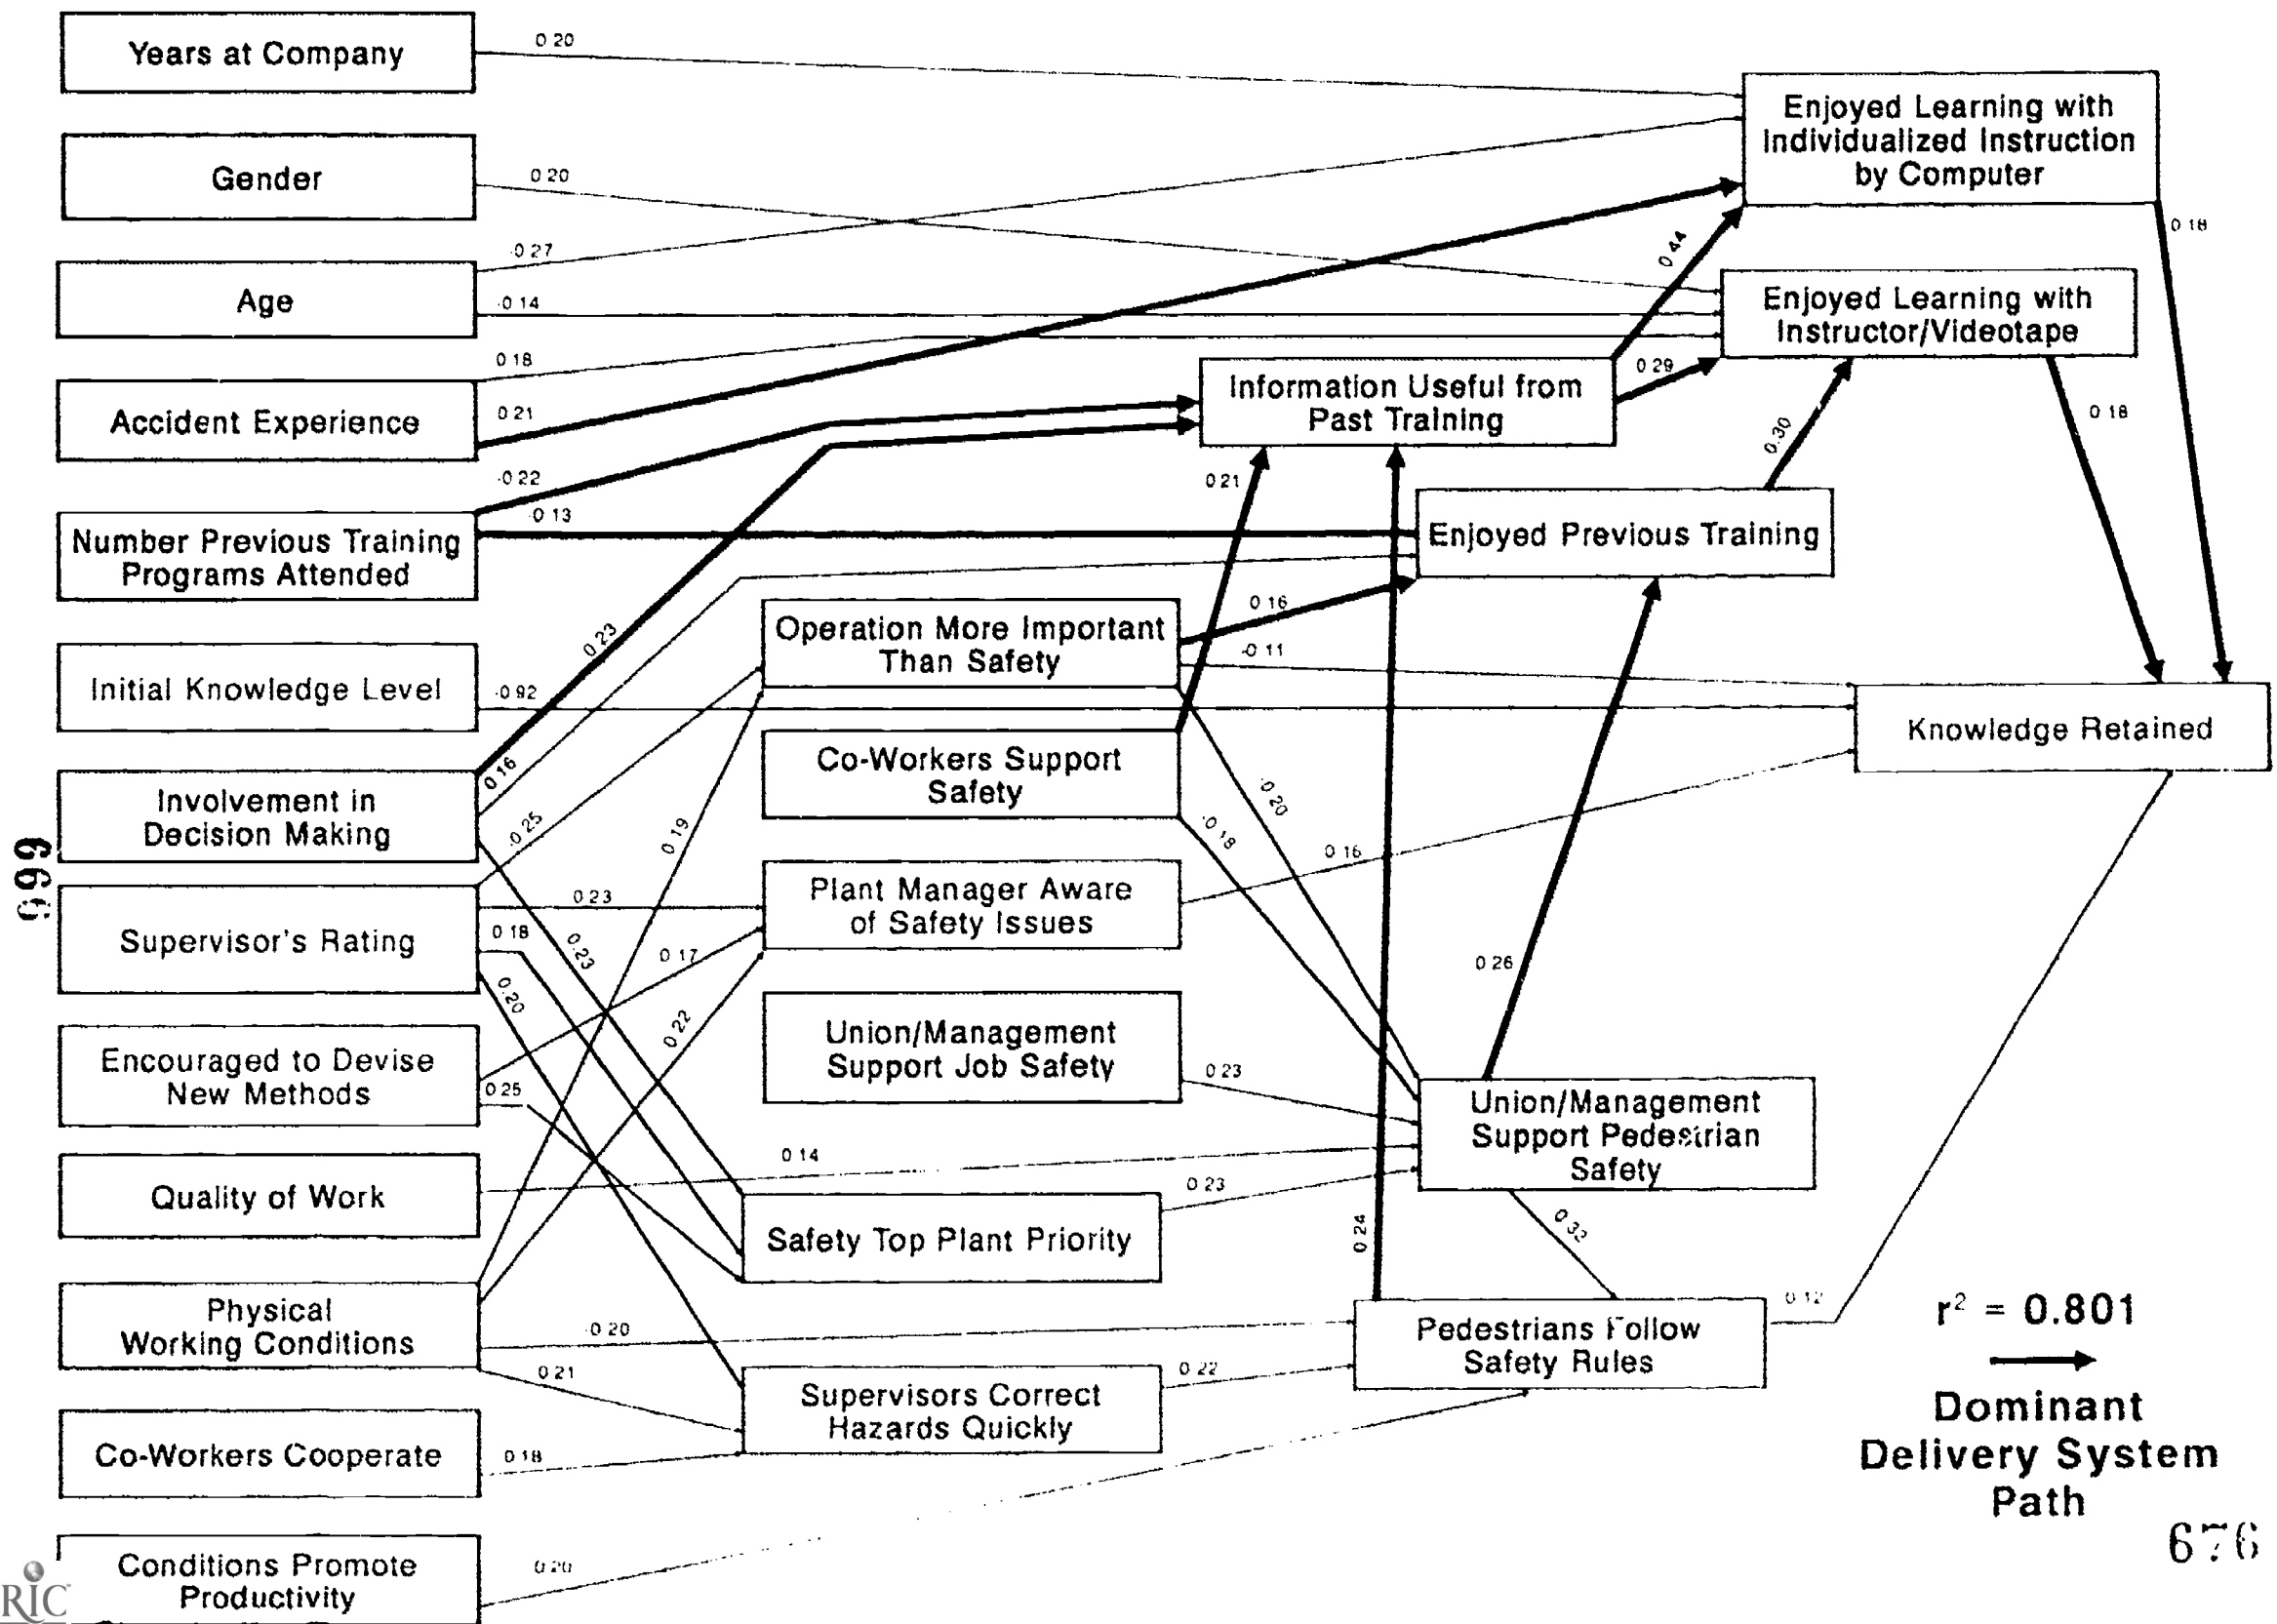 Years at Company
0 20
Enjoyed Learning with
Individualized Instruction
by Computer
Gender
0 20
0 18
-0 27
0.44
Age
-0 14
Enjoyed Learning with
Instructor/Videotape
0 18
Accident Experience
0 21
Information Useful from
Past Training
0 29
0 18
0.30
-0 22
0 21
Number Previous Training
Programs Attended
-0 13
Enjoyed Previous Training
Operation More Important
Than Safety
0 16
-0 11
0.23
Initial Knowledge Level
-0 92
Knowledge Retained
Involvement in
Decision Making
0 16
Co-Workers Support
Safety
-0 25
0 19
-0 20
-0 18
0 16
Supervisor's Rating
0 23
0 18
0.23
0.20
Plant Manager Aware
of Safety Issues
0 17
0 26
0 22
Encouraged to Devise
New Methods
0 25
Union/Management
Support Job Safety
0 23
Union/Management
Support Pedestrian
Safety
Quality of Work
0 14
Safety Top Plant Priority
0 23
0 32
0 24
Physical
Working Conditions
-0 20
0 21
Pedestrians Follow
Safety Rules
0 12
Supervisors Correct
Hazards Quickly
0 22
Co-Workers Cooperate
0 18
Conditions Promote
Productivity
0 20
r² = 0.801
Dominant
Delivery System
Path
676
666
RIC